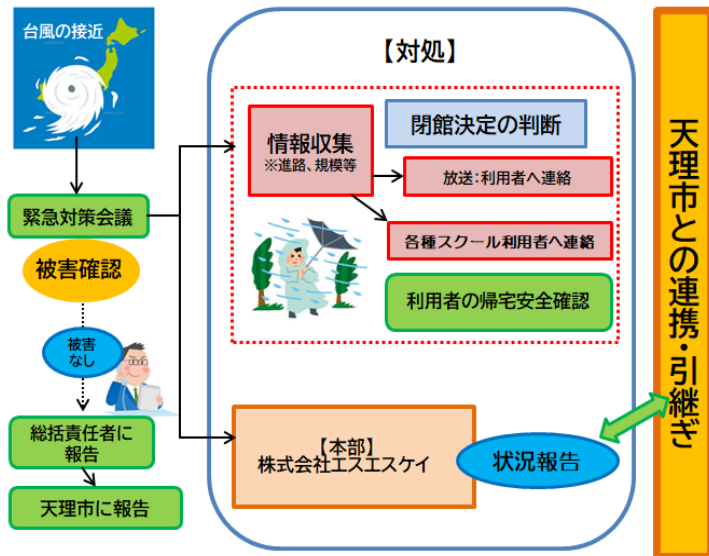 台風の接近
緊急対策会議
被害確認
被害
なし
総括責任者に
報告
天理市に報告
【対処】
情報収集
※進路、規模等
閉館決定の判断
放送:利用者へ連絡
各種スクール利用者へ連絡
利用者の帰宅安全確認
【本部】
株式会社エスエスケイ
状況報告
天理市との連携・引継ぎ